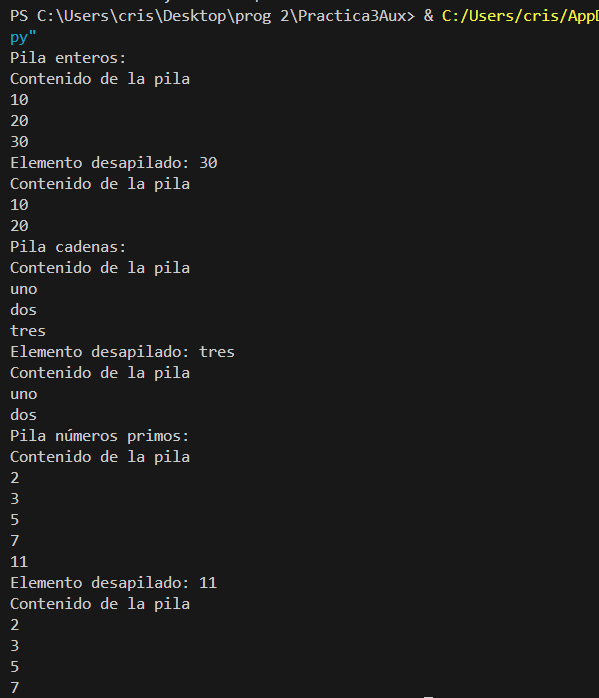 PS C:\Users\cris\Desktop\prog 2\Practica3Aux> & C:/Users/cris/AppD
py"
Pila enteros:
Contenido de la pila
10
20
30
Elemento desapilado: 30
Contenido de la pila
10
20
Pila cadenas:
Contenido de la pila
uno
dos
tres
Elemento desapilado: tres
Contenido de la pila
uno
dos
Pila números primos:
Contenido de la pila
2
3
5
7
11
Elemento desapilado: 11
Contenido de la pila
2
3
5
7